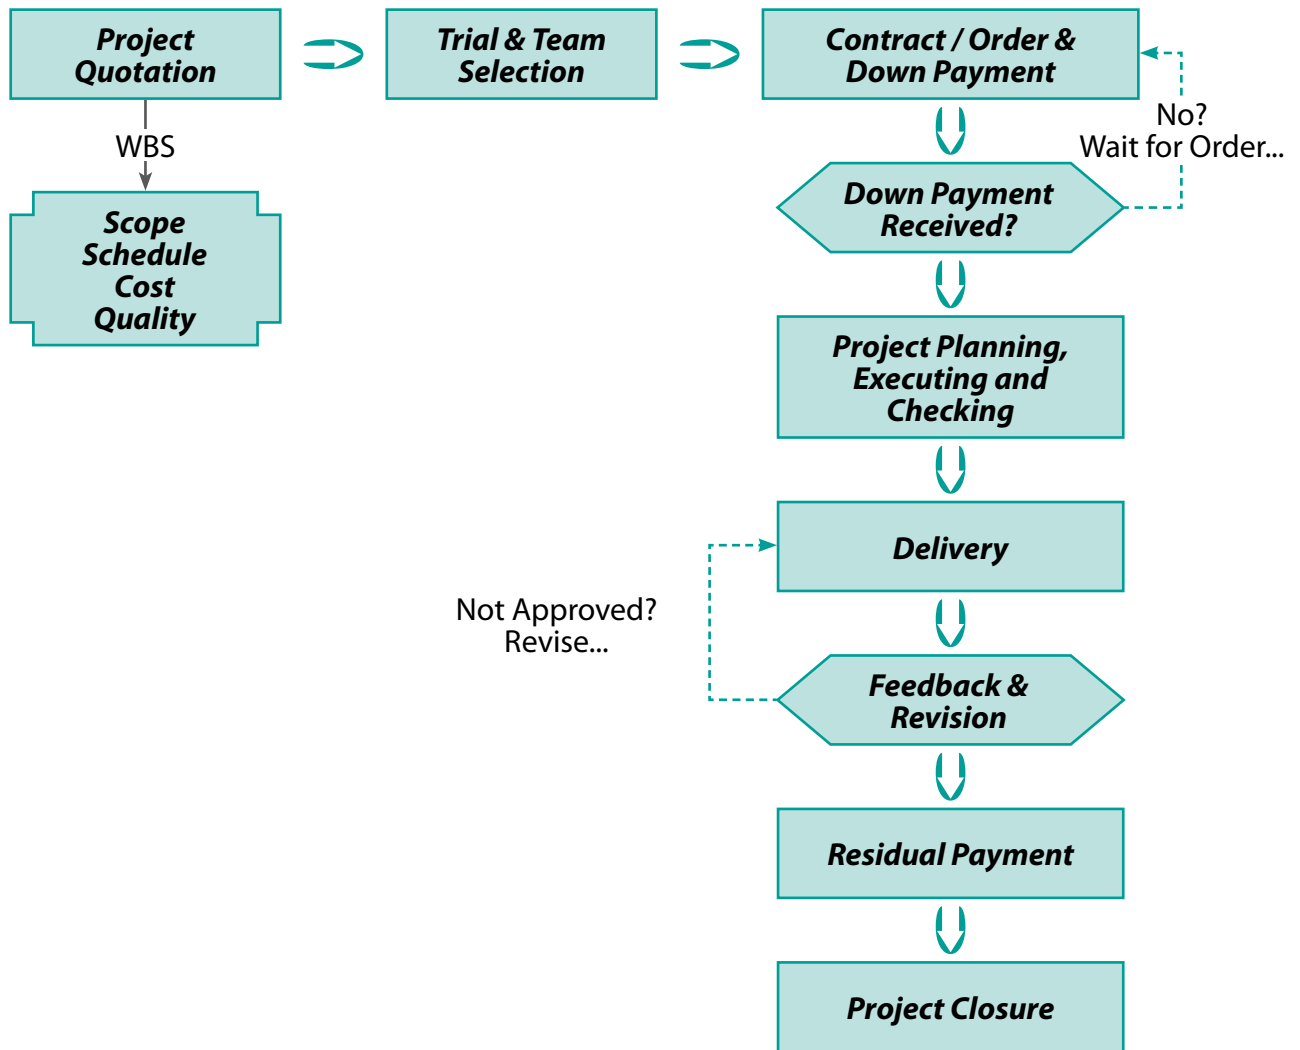 Project
Quotation
Trial & Team
Selection
Contract / Order &
Down Payment
WBS
No?
Wait for Order...
Scope
Schedule
Cost
Quality
Down Payment
Received?
Project Planning,
Executing and
Checking
Delivery
Not Approved?
Revise...
Feedback &
Revision
Residual Payment
Project Closure